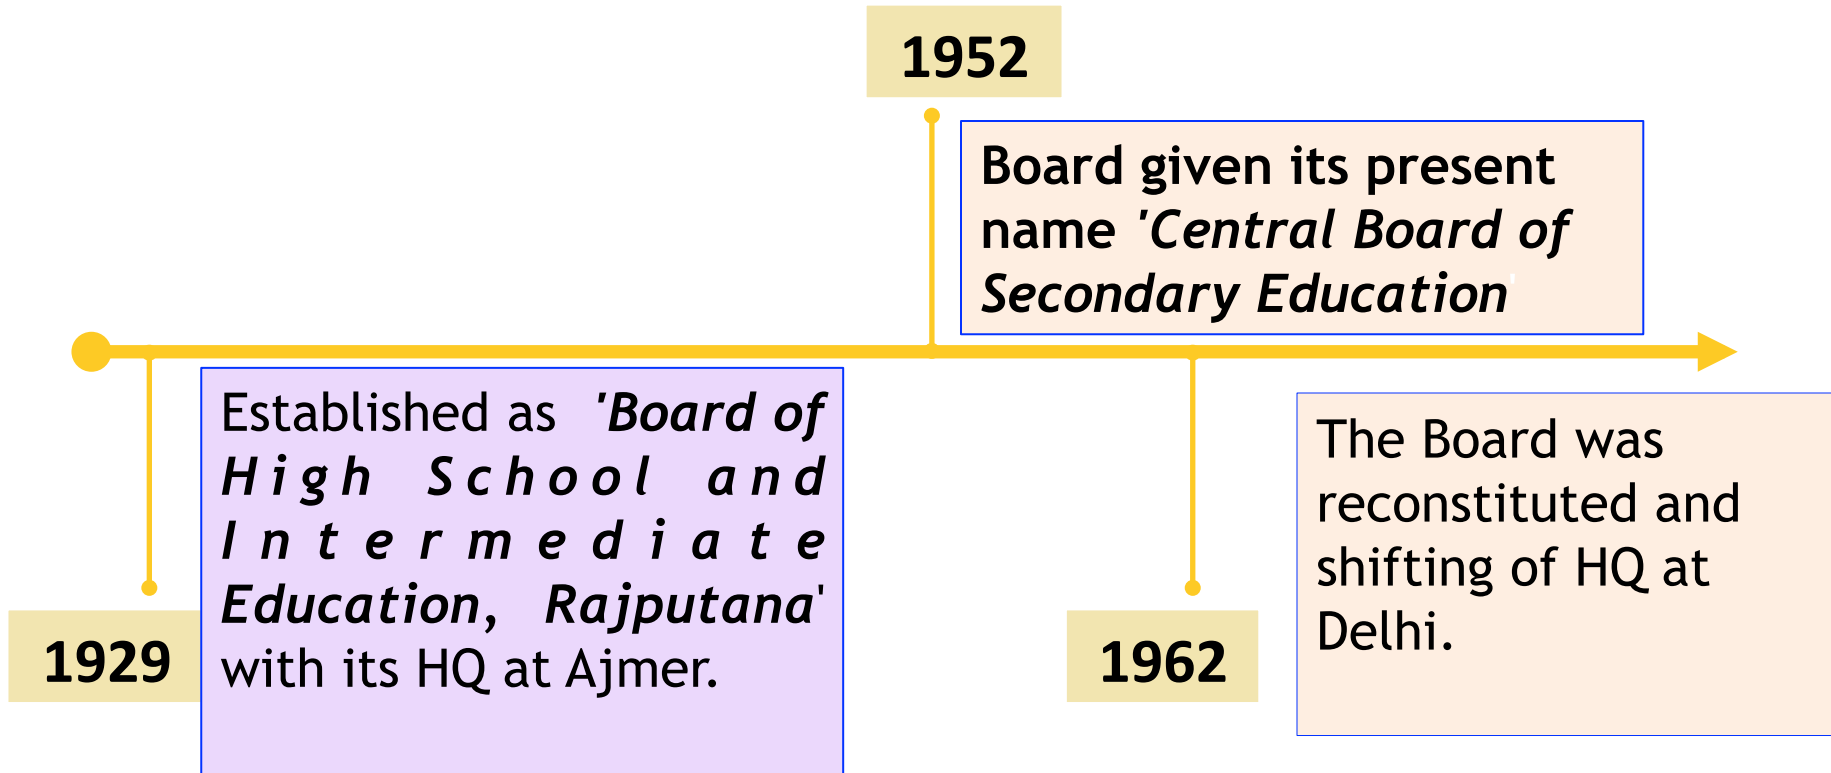 1952
Board given its present
name 'Central Board of
Secondary Education'
Established as 'Board of
High School and
Intermediate
Education, Rajputana'
with its HQ at Ajmer.
1929
1962
The Board was
reconstituted and
shifting of HQ at
Delhi.